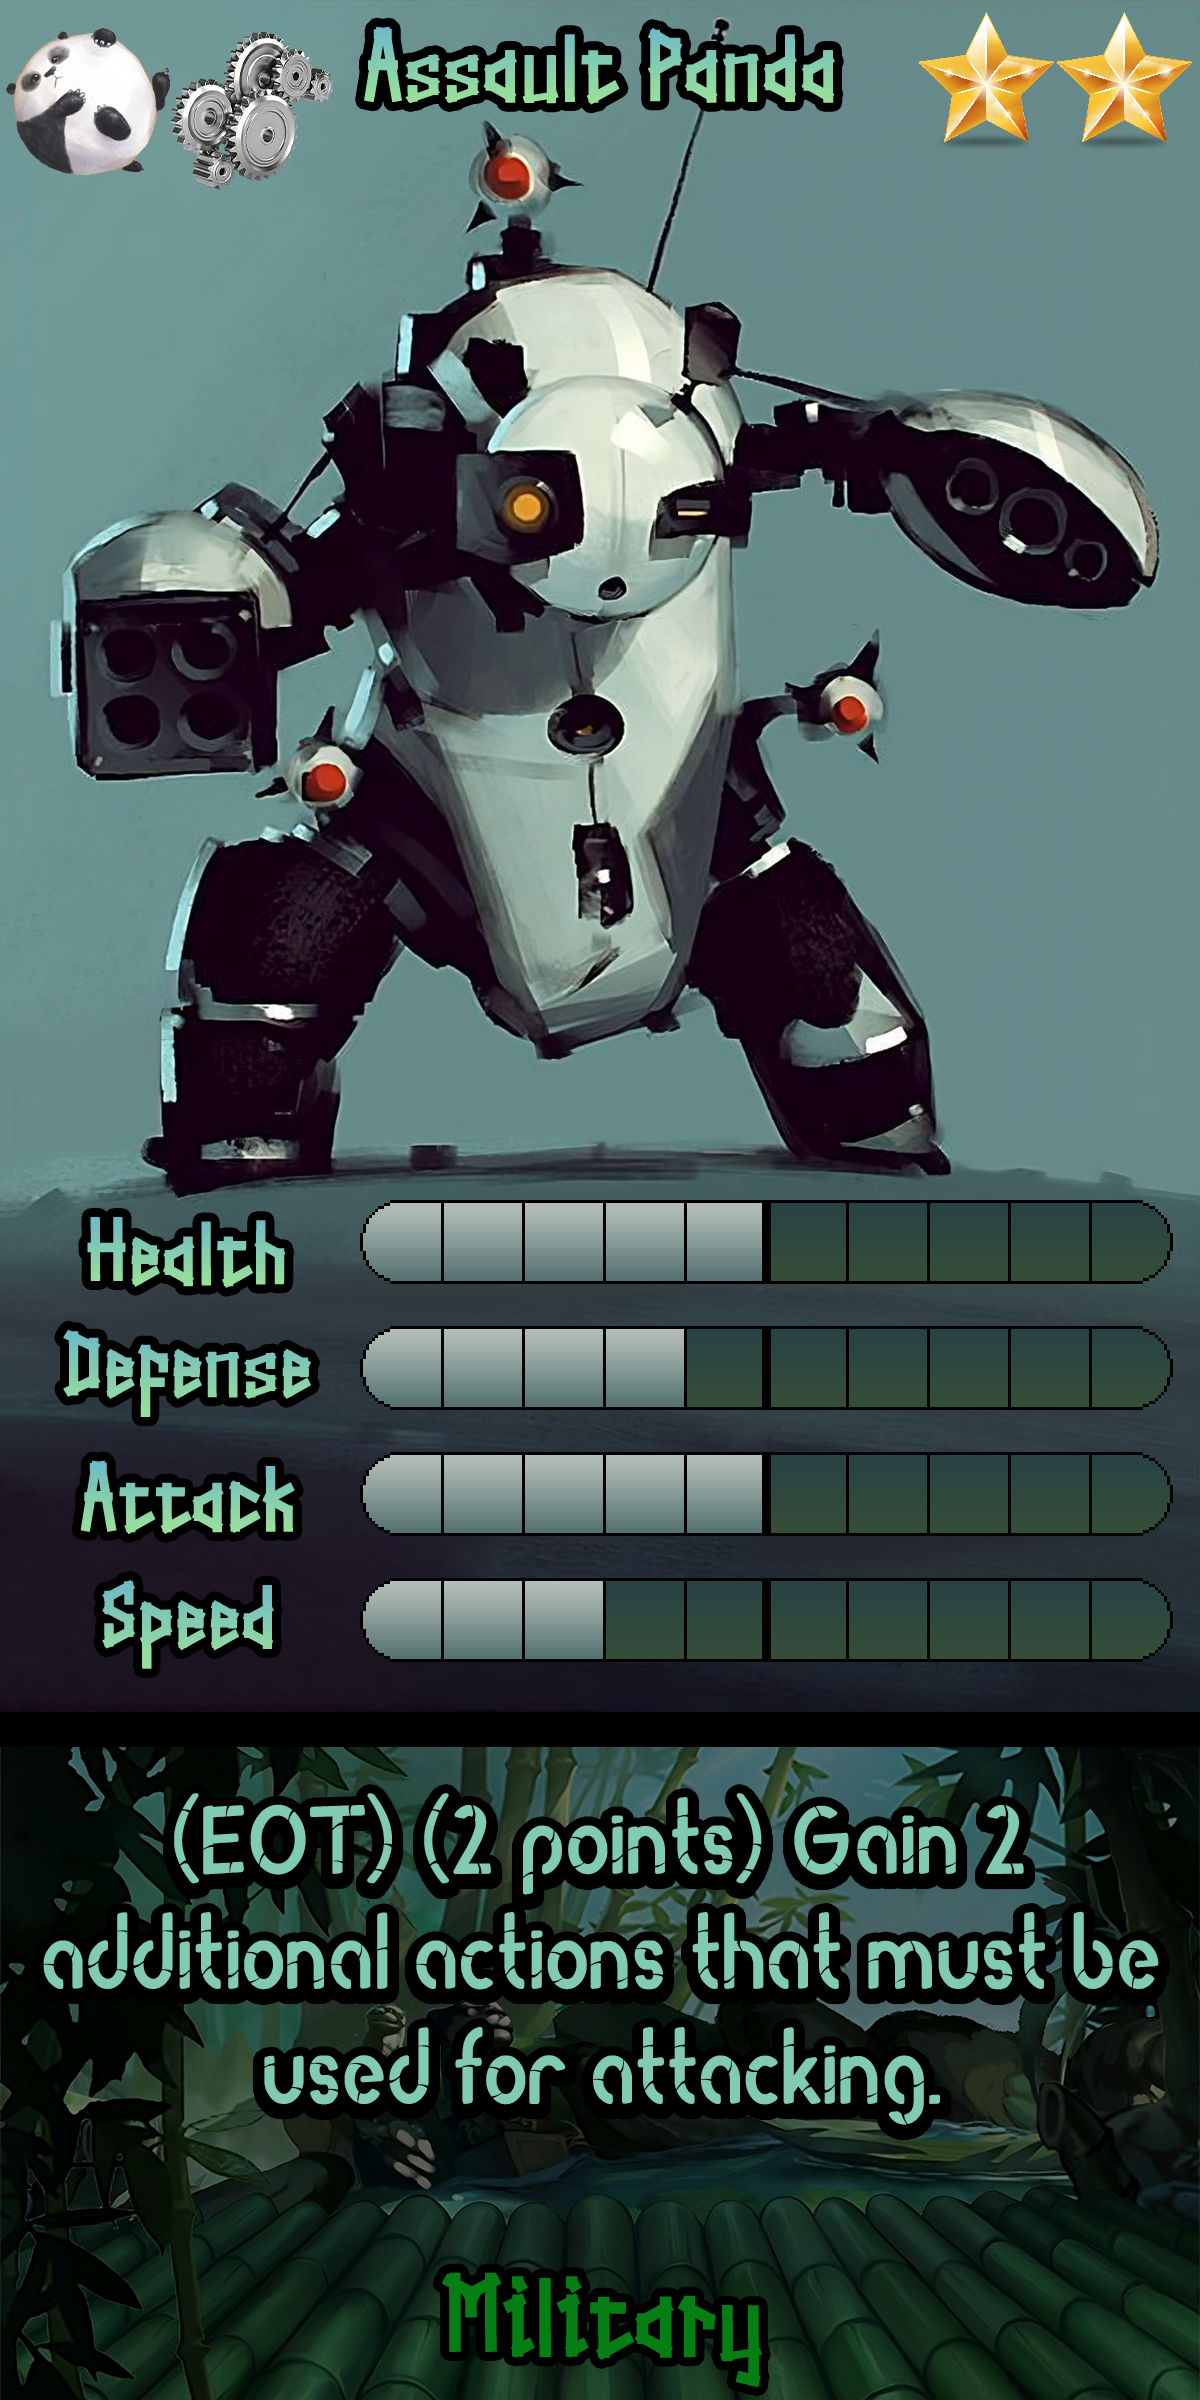 Assault Panda
Health
Defense
Attack
Speed
(EOT) (2 points) Gain 2
additional actions that must be
used for attacking.
Military